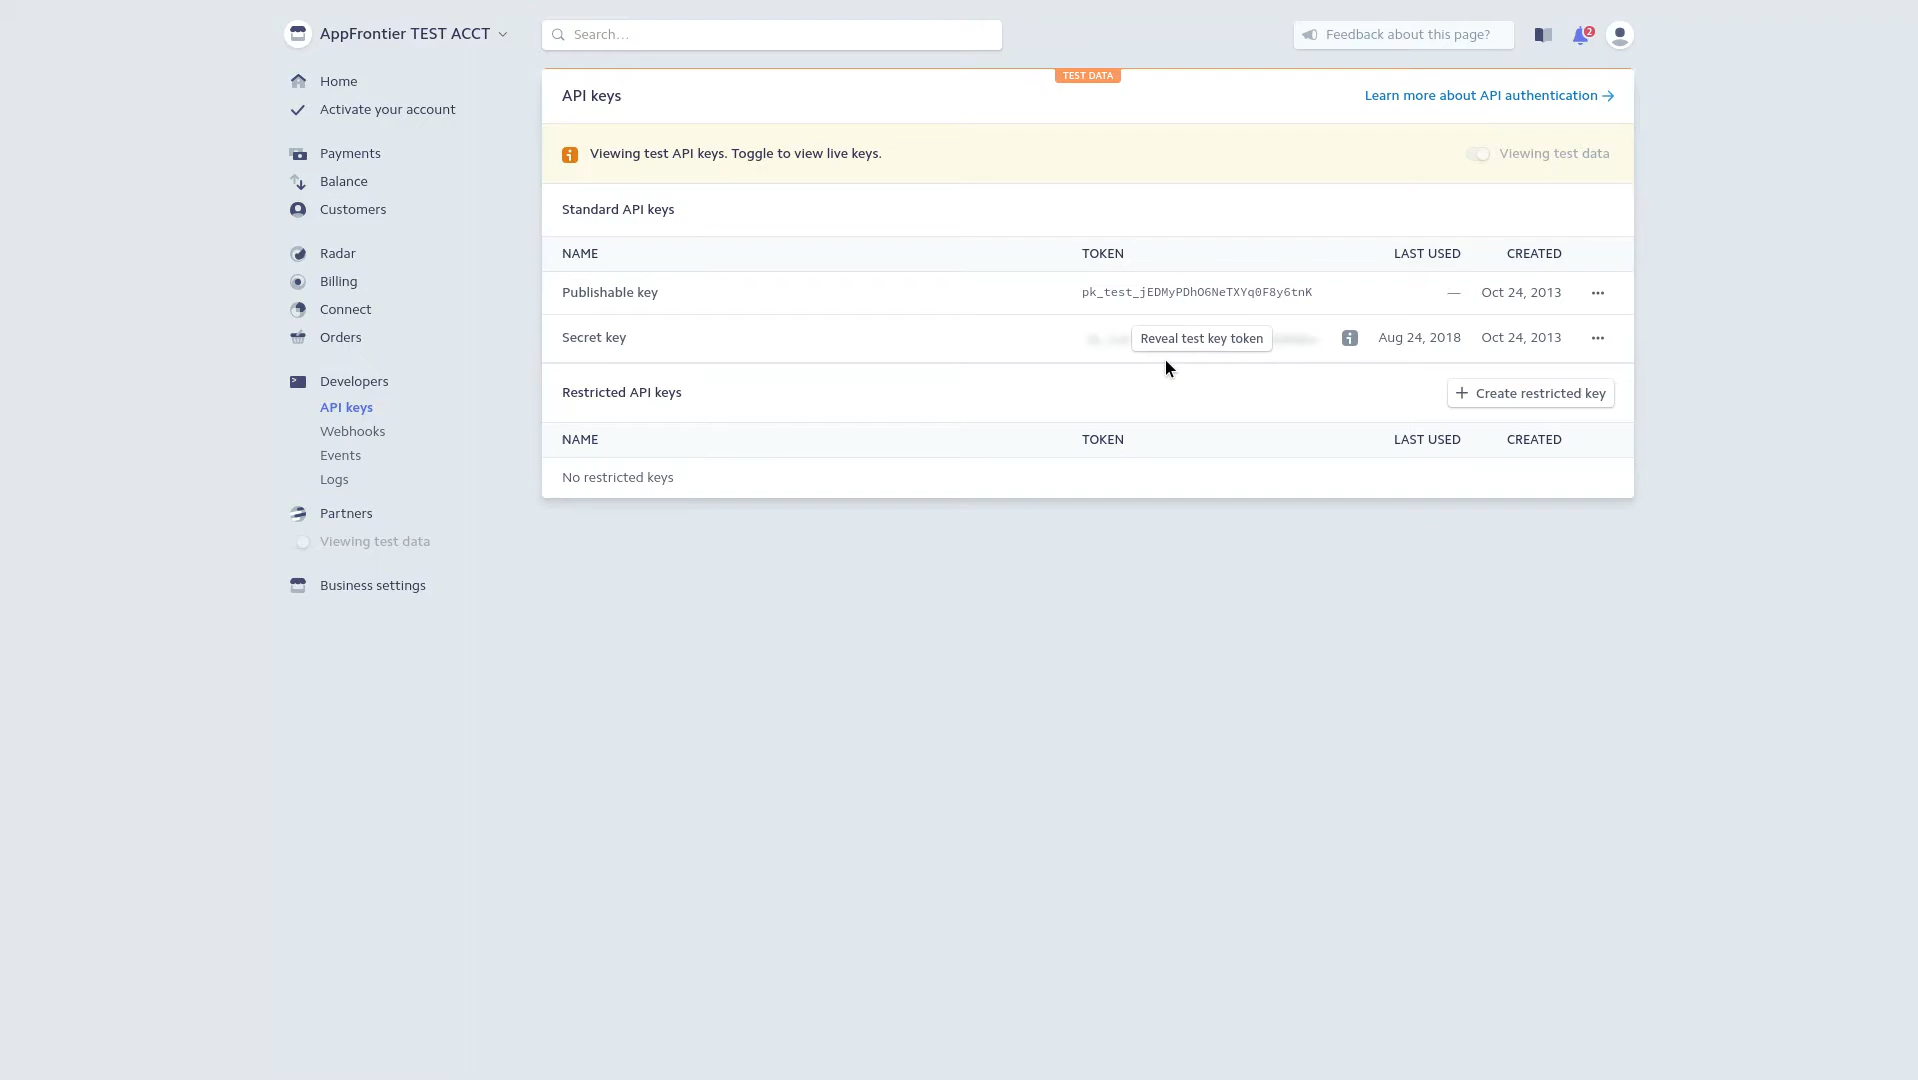 AppFrontier TEST ACCT
Search…
Feedback about this page?
2
Home
Activate your account
Payments
Balance
Customers
Radar
Billing
Connect
Orders
Developers
API keys
Webhooks
Events
Logs
Partners
Viewing test data
Business settings
TEST DATA
API keys
Learn more about API authentication
Viewing test API keys. Toggle to view live keys.
Viewing test data
Standard API keys
NAME TOKEN LAST USED CREATED
Publishable key pk_test_jEDMyPDhO6NeTXYq0F8y6tnK — Oct 24, 2013
Secret key Reveal test key token Aug 24, 2018 Oct 24, 2013
Restricted API keys
Create restricted key
NAME TOKEN LAST USED CREATED
No restricted keys